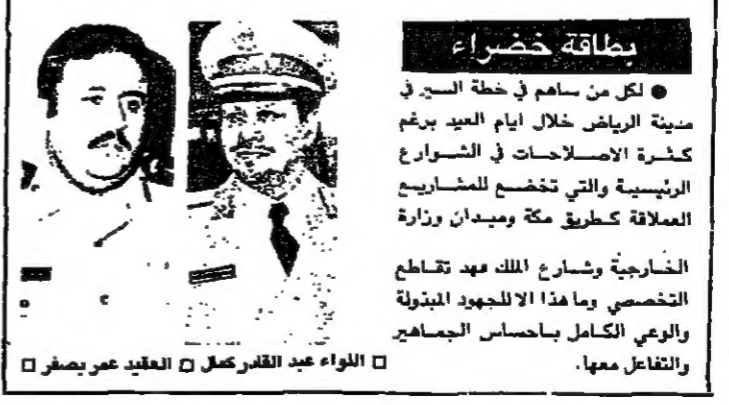 بطاقة خضراء
● لكل من ساهم في خطة السير في
مدينة الرياض خلال ايام العيد برغم
كثرة الاصلاحات في الشوارع
الرئيسية والتي تخضع للمشاريع
العملاقة كطريق مكة وميدان وزارة
الخارجية وشارع الملك فهد تقاطع
التخصصي وما هذا الا للجهود المبذولة
والوعي الكامل باحساس الجماهير
والتفاعل معها.
□ اللواء عبد القادر كمال □ العقيد عمر بصفر □